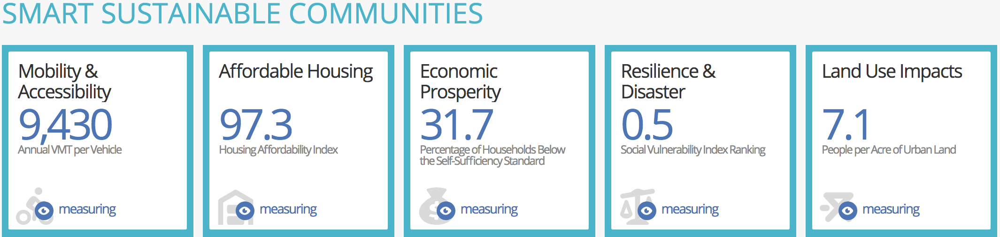 SMART SUSTAINABLE COMMUNITIES
Mobility &
Accessibility
9,430
Annual VMT per Vehicle
measuring
Affordable Housing
97.3
Housing Affordability Index
measuring
Economic
Prosperity
31.7
Percentage of Households Below
the Self-Sufficiency Standard
$
measuring
Resilience &
Disaster
0.5
Social Vulnerability Index Ranking
measuring
Land Use Impacts
7.1
People per Acre of Urban Land
measuring